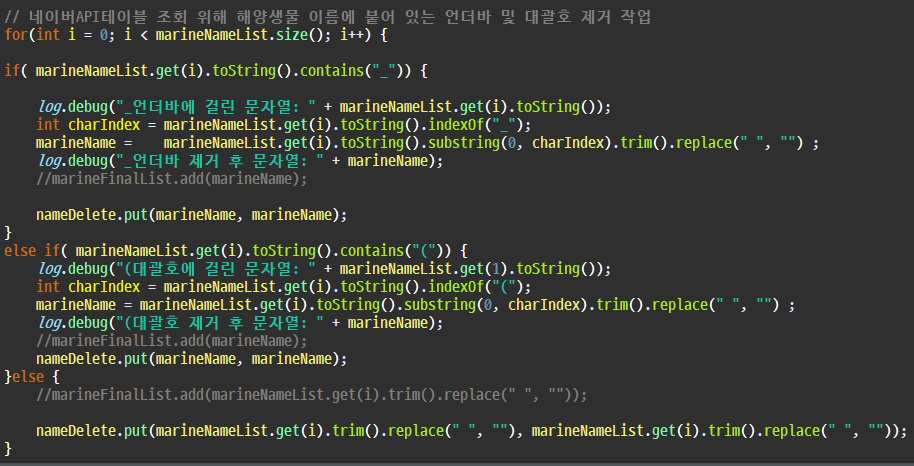 // 네이버API테이블 조회 위해 해양생물 이름에 붙어 있는 언더바 및 대괄호 제거 작업
for(int i = 0; i < marineNameList.size(); i++) {
if( marineNameList.get(i).toString().contains("_")) {
log.debug("_언더바에 걸린 문자열: " + marineNameList.get(i).toString());
int charIndex = marineNameList.get(i).toString().indexOf("_");
marineName =    marineNameList.get(i).toString().substring(0, charIndex).trim().replace(" ", "") ;
log.debug("_언더바 제거 후 문자열: " + marineName);
//marineFinalList.add(marineName);
nameDelete.put(marineName, marineName);
}
else if( marineNameList.get(i).toString().contains("(")) {
log.debug("(대괄호에 걸린 문자열: " + marineNameList.get(1).toString());
int charIndex = marineNameList.get(i).toString().indexOf("(");
marineName = marineNameList.get(i).toString().substring(0, charIndex).trim().replace(" ", "") ;
log.debug("(대괄호 제거 후 문자열: " + marineName);
//marineFinalList.add(marineName);
nameDelete.put(marineName, marineName);
}else {
//marineFinalList.add(marineNameList.get(i).trim().replace(" ", ""));
nameDelete.put(marineNameList.get(i).trim().replace(" ", ""), marineNameList.get(i).trim().replace(" ", ""));
}